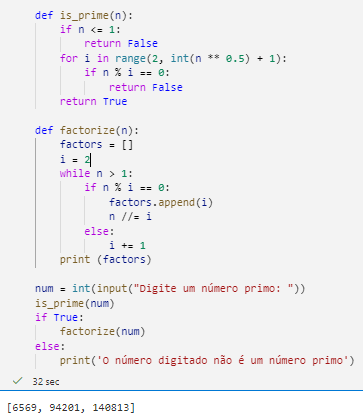 def is_prime(n):
    if n <= 1:
        return False
    for i in range(2, int(n ** 0.5) + 1):
        if n % i == 0:
            return False
    return True

def factorize(n):
    factors = []
    i = 2
    while n > 1:
        if n % i == 0:
            factors.append(i)
            n //= i
        else:
            i += 1
    print (factors)

num = int(input("Digite um número primo: "))
is_prime(num)
if True:
    factorize(num)
else:
    print('O número digitado não é um número primo')
32 sec
[6569, 94201, 140813]